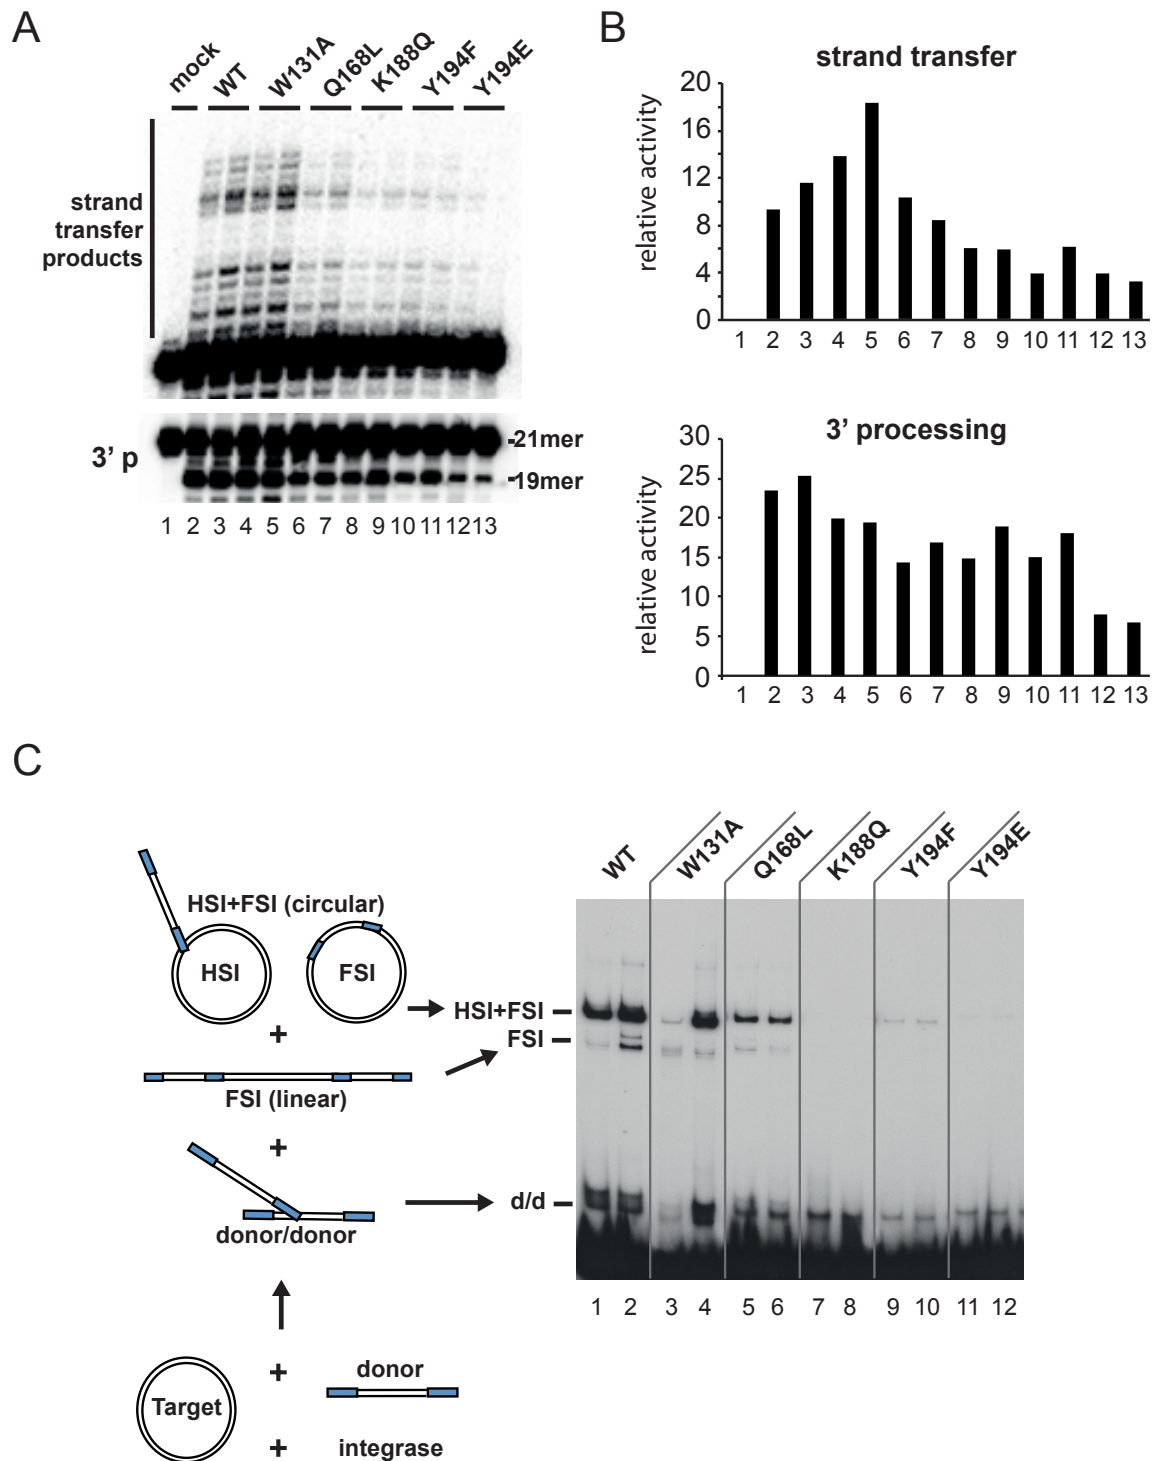 A
mock WT W131A Q168L K188Q Y194F Y194E
strand
transfer
products
3’ p
-21mer
-19mer
1 2 3 4 5 6 7 8 9 10 11 12 13
B
strand transfer
relative activity
20
16
12
8
4
0
1 2 3 4 5 6 7 8 9 10 11 12 13
3’ processing
relative activity
30
25
20
15
10
5
0
1 2 3 4 5 6 7 8 9 10 11 12 13
C
HSI+FSI (circular)
HSI
FSI
+
FSI (linear)
+
donor/donor
Target
+
donor
+
integrase
WT W131A Q168L K188Q Y194F Y194E
HSI+FSI
FSI
d/d
1 2 3 4 5 6 7 8 9 10 11 12